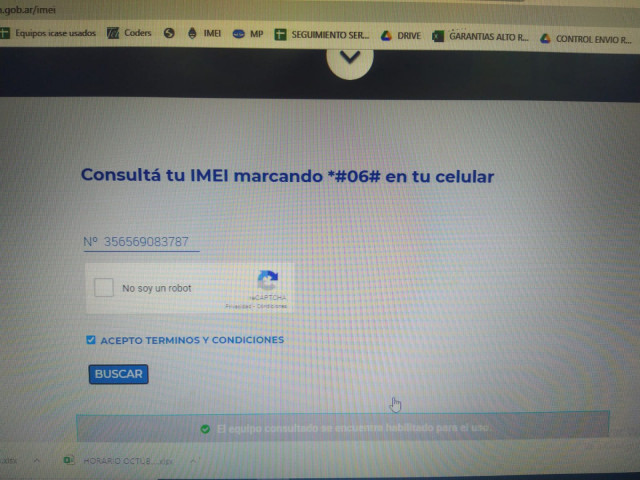 .gob.ar/imei
Equipos icase usados Coders IMEI MP SEGUIMIENTO SER... DRIVE GARANTIAS ALTO R... CONTROL ENVIO R...
Consultá tu IMEI marcando *#06# en tu celular
Nº 356569083787
No soy un robot
reCAPTCHA
Privacidad - Condiciones
ACEPTO TERMINOS Y CONDICIONES
BUSCAR
El equipo consultado se encuentra habilitado para el uso
.xlsx HORARIO OCTUB....xlsx